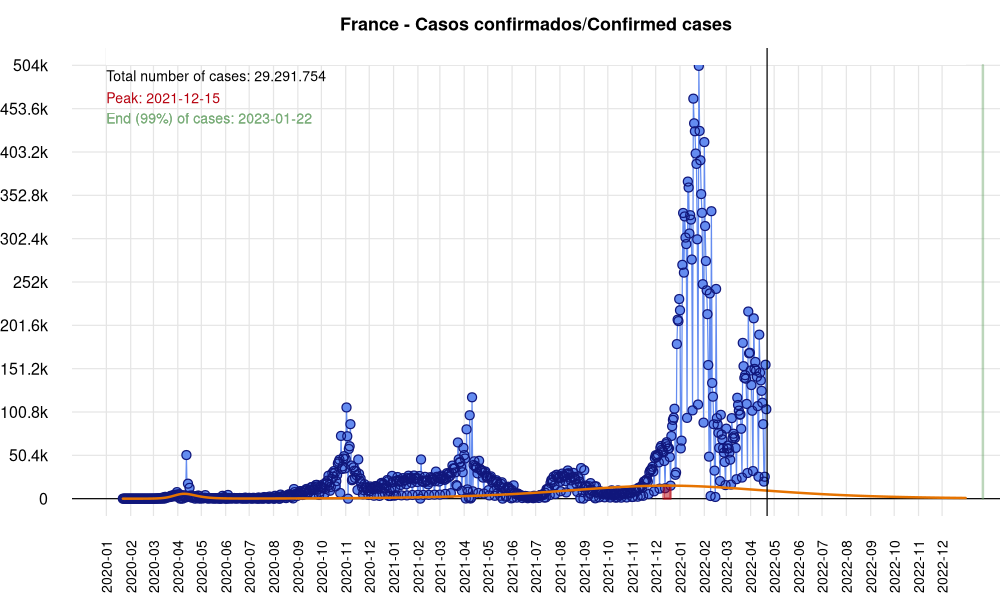 France - Casos confirmados/Confirmed cases
504k
453.6k
403.2k
352.8k
302.4k
252k
201.6k
151.2k
100.8k
50.4k
0
Total number of cases: 29.291.754
Peak: 2021-12-15
End (99%) of cases: 2023-01-22
2020-01
2020-02
2020-03
2020-04
2020-05
2020-06
2020-07
2020-08
2020-09
2020-10
2020-11
2020-12
2021-01
2021-02
2021-03
2021-04
2021-05
2021-06
2021-07
2021-08
2021-09
2021-10
2021-11
2021-12
2022-01
2022-02
2022-03
2022-04
2022-05
2022-06
2022-07
2022-08
2022-09
2022-10
2022-11
2022-12